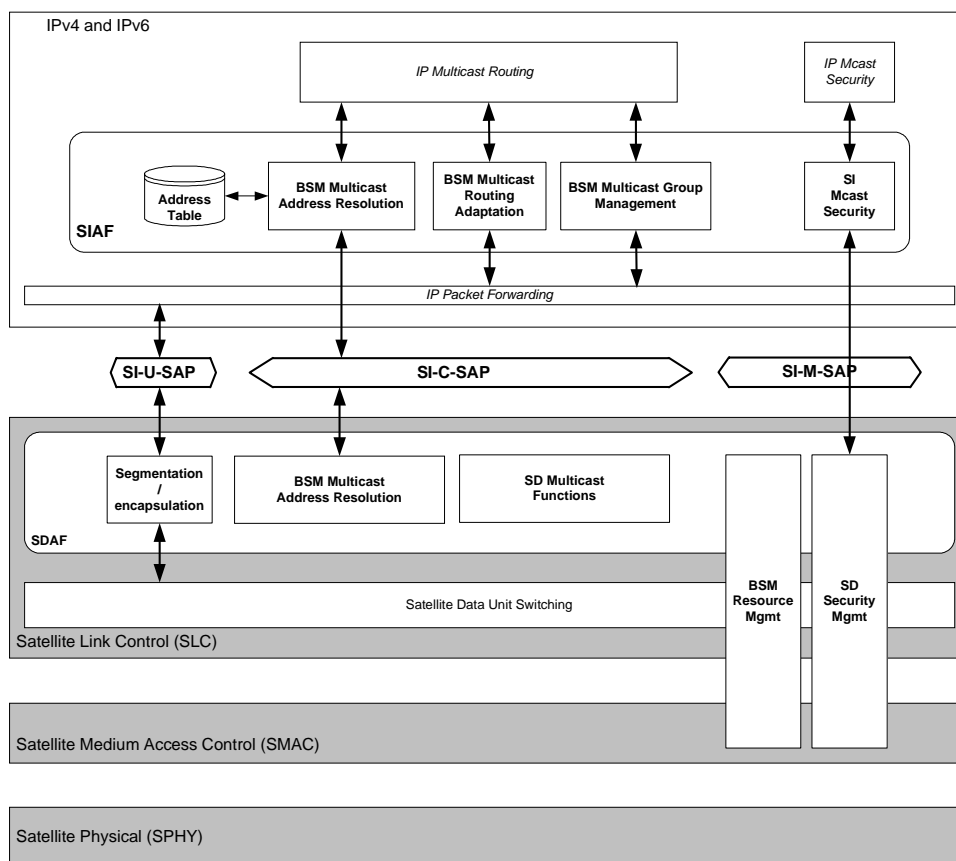 IPv4 and IPv6
IP Multicast Routing
IP Mcast
Security
Address
Table
BSM Multicast
Address Resolution
BSM Multicast
Routing
Adaptation
BSM Multicast Group
Management
SI
Mcast
Security
SIAF
IP Packet Forwarding
SI-U-SAP
SI-C-SAP
SI-M-SAP
Segmentation
/
encapsulation
BSM Multicast
Address Resolution
SD Multicast
Functions
SDAF
BSM
Resource
Mgmt
SD
Security
Mgmt
Satellite Data Unit Switching
Satellite Link Control (SLC)
Satellite Medium Access Control (SMAC)
Satellite Physical (SPHY)